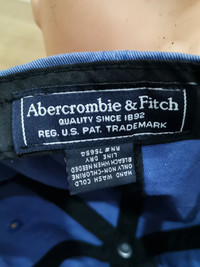 Abercrombie & Fitch
QUALITY SINCE 1892
REG. U.S. PAT. TRADEMARK
HAND WASH COLD
ONLY NON-CHLORINE
BLEACH WHEN NEEDED
LINE DRY
RN# 75654